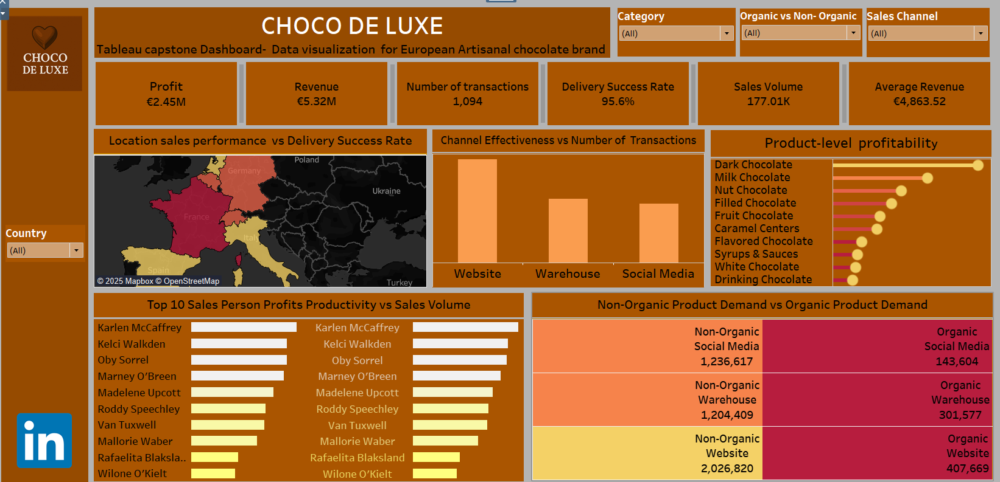 CHOCO
DE LUXE
CHOCO DE LUXE
Tableau capstone Dashboard- Data visualization for European Artisanal chocolate brand
Category
(All)
Organic vs Non- Organic
(All)
Sales Channel
(All)
Profit
€2.45M
Revenue
€5.32M
Number of transactions
1,094
Delivery Success Rate
95.6%
Sales Volume
177.01K
Average Revenue
€4,863.52
Country
(All)
Location sales performance vs Delivery Success Rate
Poland
Germany
Ukraine
France
Italy
Spain
Turkey
© 2025 Mapbox © OpenStreetMap
Channel Effectiveness vs Number of Transactions
Website
Warehouse
Social Media
Product-level profitability
Dark Chocolate
Milk Chocolate
Nut Chocolate
Filled Chocolate
Fruit Chocolate
Caramel Centers
Flavored Chocolate
Syrups & Sauces
White Chocolate
Drinking Chocolate
Top 10 Sales Person Profits Productivity vs Sales Volume
Karlen McCaffrey
Kelci Walkden
Oby Sorrel
Marney O’Breen
Madelene Upcott
Roddy Speechley
Van Tuxwell
Mallorie Waber
Rafaelita Blaksla..
Wilone O’Kielt
Karlen McCaffrey
Kelci Walkden
Oby Sorrel
Marney O’Breen
Madelene Upcott
Roddy Speechley
Van Tuxwell
Mallorie Waber
Rafaelita Blaksland
Wilone O’Kielt
Non-Organic Product Demand vs Organic Product Demand
Non-Organic
Social Media
1,236,617
Organic
Social Media
143,604
Non-Organic
Warehouse
1,204,409
Organic
Warehouse
301,577
Non-Organic
Website
2,026,820
Organic
Website
407,669
in